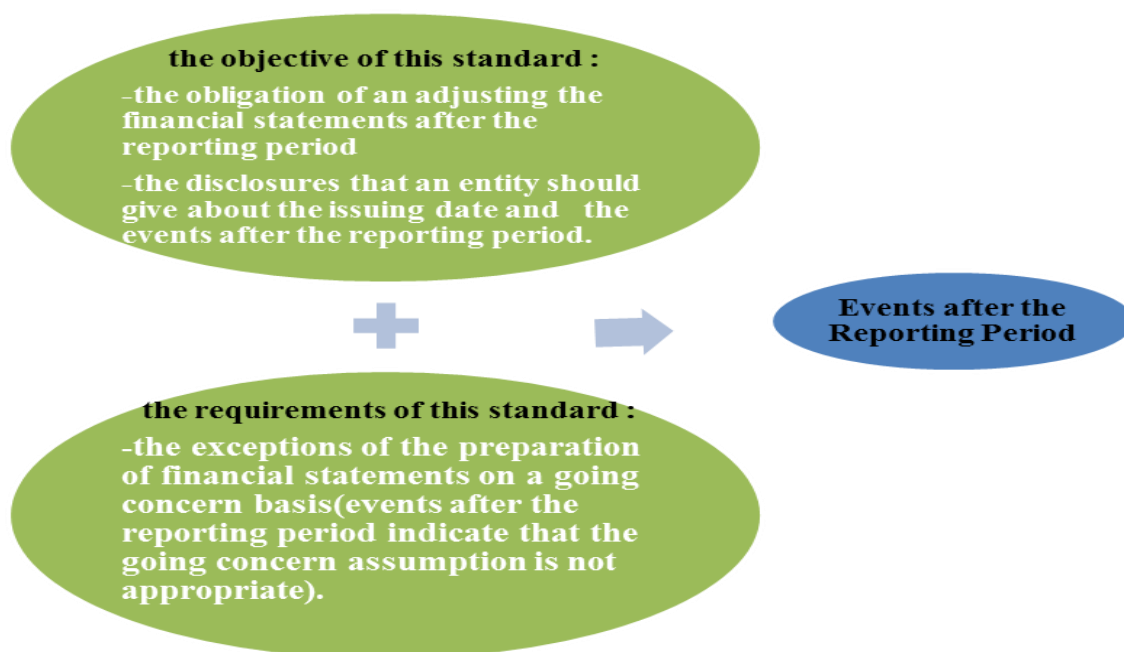 the objective of this standard :
-the obligation of an adjusting the
financial statements after the
reporting period
-the disclosures that an entity should
give about the issuing date and the
events after the reporting period.
Events after the
Reporting Period
the requirements of this standard :
-the exceptions of the preparation
of financial statements on a going
concern basis(events after the
reporting period indicate that the
going concern assumption is not
appropriate).